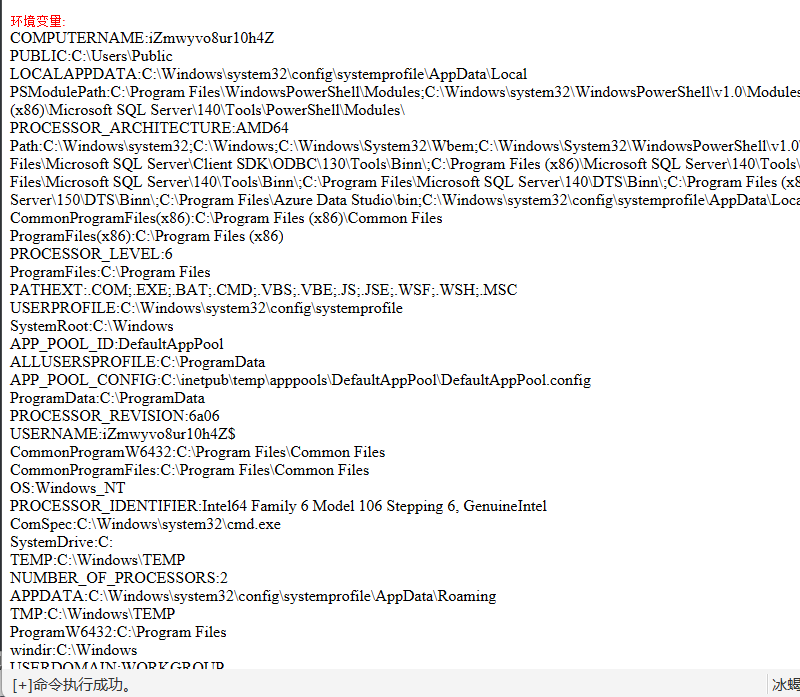 环境变量:
COMPUTERNAME:iZmwyvo8ur10h4Z
PUBLIC:C:\Users\Public
LOCALAPPDATA:C:\Windows\system32\config\systemprofile\AppData\Local
PSModulePath:C:\Program Files\WindowsPowerShell\Modules;C:\Windows\system32\WindowsPowerShell\v1.0\Modules
(x86)\Microsoft SQL Server\140\Tools\PowerShell\Modules\
PROCESSOR_ARCHITECTURE:AMD64
Path:C:\Windows\system32;C:\Windows;C:\Windows\System32\Wbem;C:\Windows\System32\WindowsPowerShell\v1.0\
Files\Microsoft SQL Server\Client SDK\ODBC\130\Tools\Binn\;C:\Program Files (x86)\Microsoft SQL Server\140\Tools\
Files\Microsoft SQL Server\140\Tools\Binn\;C:\Program Files\Microsoft SQL Server\140\DTS\Binn\;C:\Program Files (x8
Server\150\DTS\Binn\;C:\Program Files\Azure Data Studio\bin;C:\Windows\system32\config\systemprofile\AppData\Loca
CommonProgramFiles(x86):C:\Program Files (x86)\Common Files
ProgramFiles(x86):C:\Program Files (x86)
PROCESSOR_LEVEL:6
ProgramFiles:C:\Program Files
PATHEXT:.COM;.EXE;.BAT;.CMD;.VBS;.VBE;.JS;.JSE;.WSF;.WSH;.MSC
USERPROFILE:C:\Windows\system32\config\systemprofile
SystemRoot:C:\Windows
APP_POOL_ID:DefaultAppPool
ALLUSERSPROFILE:C:\ProgramData
APP_POOL_CONFIG:C:\inetpub\temp\apppools\DefaultAppPool\DefaultAppPool.config
ProgramData:C:\ProgramData
PROCESSOR_REVISION:6a06
USERNAME:iZmwyvo8ur10h4Z$
CommonProgramW6432:C:\Program Files\Common Files
CommonProgramFiles:C:\Program Files\Common Files
OS:Windows_NT
PROCESSOR_IDENTIFIER:Intel64 Family 6 Model 106 Stepping 6, GenuineIntel
ComSpec:C:\Windows\system32\cmd.exe
SystemDrive:C:
TEMP:C:\Windows\TEMP
NUMBER_OF_PROCESSORS:2
APPDATA:C:\Windows\system32\config\systemprofile\AppData\Roaming
TMP:C:\Windows\TEMP
ProgramW6432:C:\Program Files
windir:C:\Windows
USERDOMAIN:WORKGROUP
[+]命令执行成功。
冰蝎